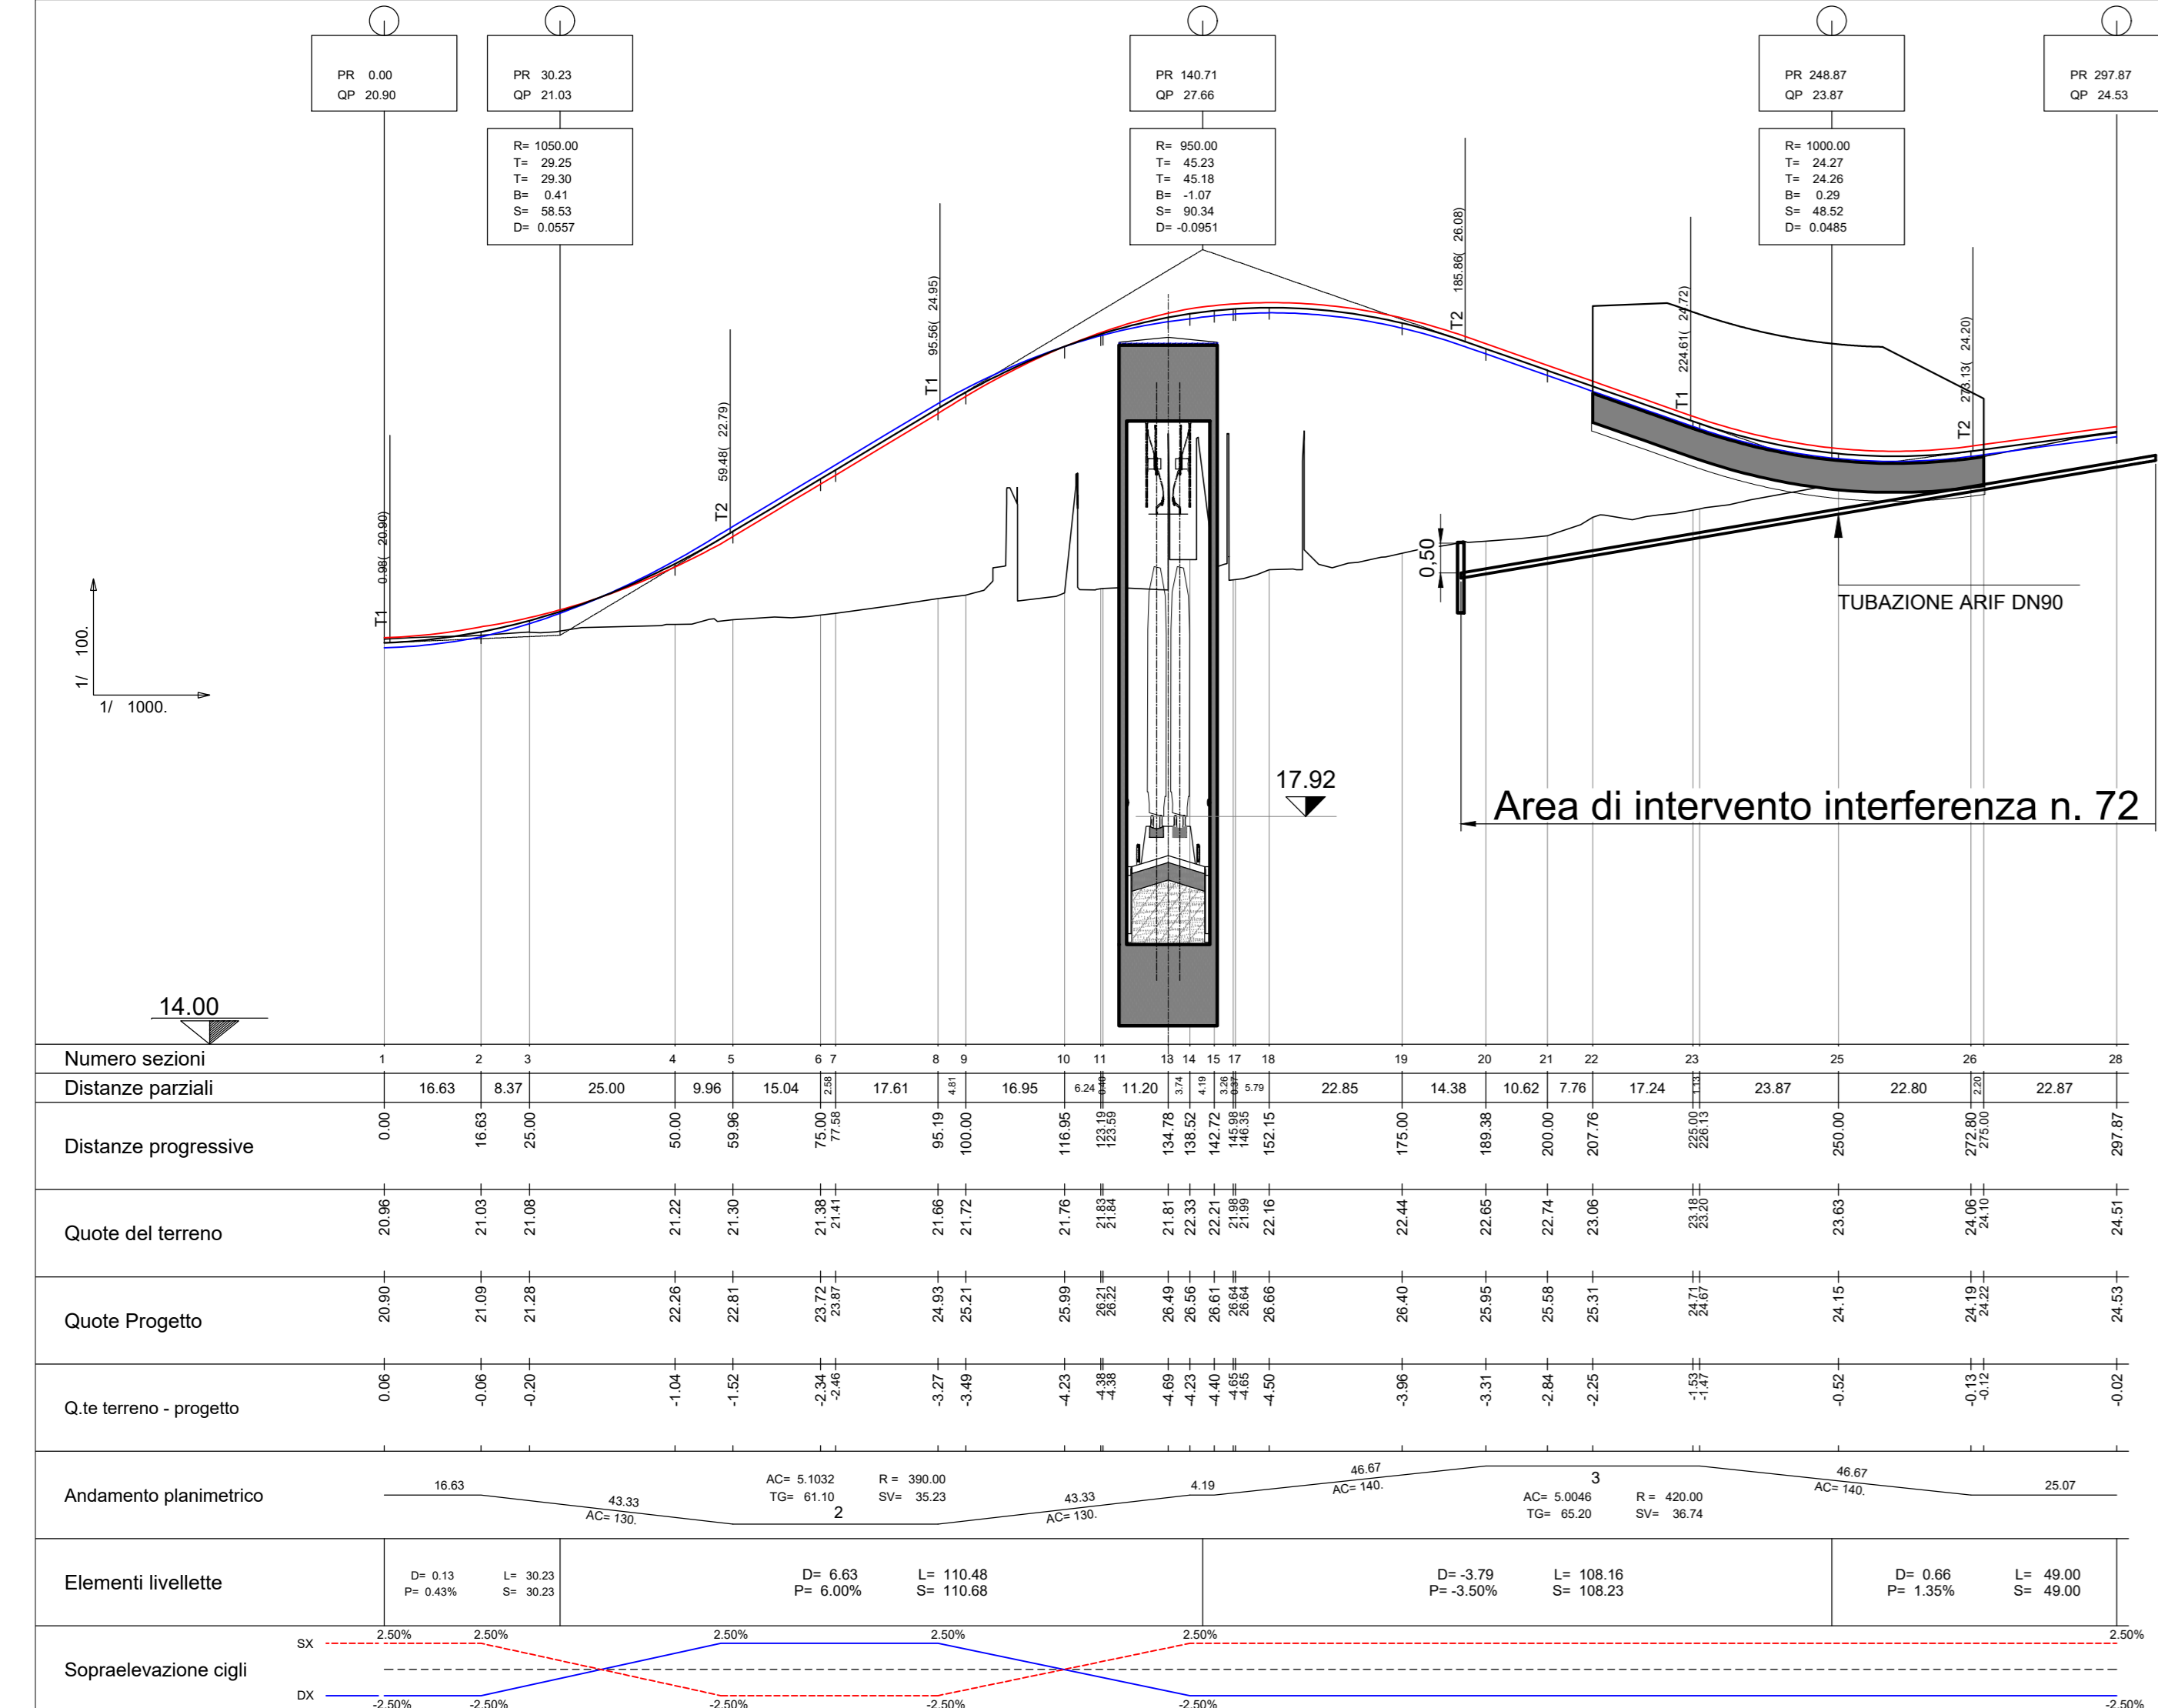 PR 0.00
QP 20.90
PR 30.23
QP 21.03
PR 140.71
QP 27.66
PR 248.87
QP 23.87
PR 297.87
QP 24.53
R= 1050.00
T= 29.25
T= 29.30
B= 0.41
S= 58.53
D= 0.0557
R= 950.00
T= 45.23
T= 45.18
B= -1.07
S= 90.34
D= -0.0951
R= 1000.00
T= 24.27
T= 24.26
B= 0.29
S= 48.52
D= 0.0485
T1 0.98( 20.90)
T2 59.48( 22.79)
T1 95.56( 24.95)
T2 185.86( 26.08)
T1 224.61( 24.72)
T2 273.13( 24.20)
0,50
TUBAZIONE ARIF DN90
1/ 100.
1/ 1000.
17.92
Area di intervento interferenza n. 72
14.00
Numero sezioni 1 2 3 4 5 6 7 8 9 10 11 13 14 15 17 18 19 20 21 22 23 25 26 28
Distanze parziali 16.63 8.37 25.00 9.96 15.04 2.58 17.61 4.81 16.95 6.24 0.40 11.20 3.74 4.19 3.26 0.37 5.79 22.85 14.38 10.62 7.76 17.24 1.13 23.87 22.80 2.20 22.87
Distanze progressive 0.00 16.63 25.00 50.00 59.96 75.00 77.58 95.19 100.00 116.95 123.19 123.59 134.78 138.52 142.72 145.98 146.35 152.15 175.00 189.38 200.00 207.76 225.00 226.13 250.00 272.80 275.00 297.87
Quote del terreno 20.96 21.03 21.08 21.22 21.30 21.38 21.41 21.66 21.72 21.76 21.83 21.84 21.81 22.33 22.21 21.98 21.99 22.16 22.44 22.65 22.74 23.06 23.18 23.20 23.63 24.06 24.10 24.51
Quote Progetto 20.90 21.09 21.28 22.26 22.81 23.72 23.87 24.93 25.21 25.99 26.21 26.22 26.49 26.56 26.61 26.64 26.64 26.66 26.40 25.95 25.58 25.31 24.71 24.67 24.15 24.19 24.22 24.53
Q.te terreno - progetto 0.06 -0.06 -0.20 -1.04 -1.52 -2.34 -2.46 -3.27 -3.49 -4.23 -4.38 -4.38 -4.69 -4.23 -4.40 -4.65 -4.65 -4.50 -3.96 -3.31 -2.84 -2.25 -1.53 -1.47 -0.52 -0.13 -0.12 -0.02
Andamento planimetrico
16.63
43.33
AC= 130.
AC= 5.1032 R = 390.00
TG= 61.10 SV= 35.23
2
43.33
AC= 130.
4.19
46.67
AC= 140.
3
AC= 5.0046 R = 420.00
TG= 65.20 SV= 36.74
46.67
AC= 140.
25.07
Elementi livellette
D= 0.13 L= 30.23
P= 0.43% S= 30.23
D= 6.63 L= 110.48
P= 6.00% S= 110.68
D= -3.79 L= 108.16
P= -3.50% S= 108.23
D= 0.66 L= 49.00
P= 1.35% S= 49.00
Sopraelevazione cigli
SX 2.50% 2.50% 2.50% 2.50% 2.50% 2.50%
DX -2.50% -2.50% -2.50% -2.50% -2.50% -2.50%